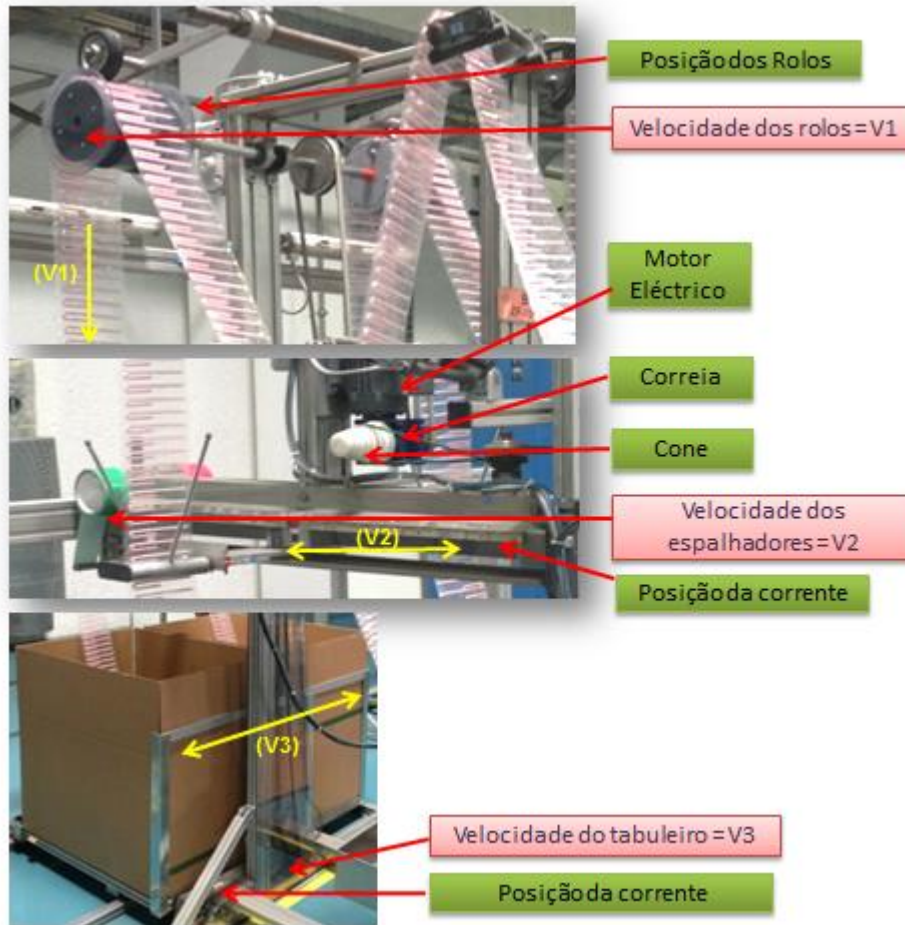 Posição dos Rolos
Velocidade dos rolos = V1
(V1)
Motor
Eléctrico
Correia
Cone
(V2)
Velocidade dos
espalhadores = V2
Posição da corrente
(V3)
Velocidade do tabuleiro = V3
Posição da corrente